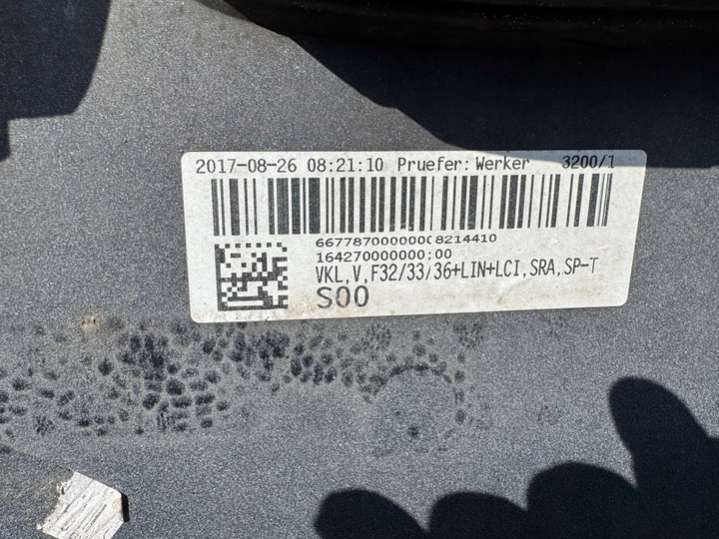 2017-08-26 08:21:10 Pruefer: Werker 3200/1
66778700000008214410
164270000000:00
VKL,V,F32/33/36+LIN+LCI,SRA,SP-T
S00